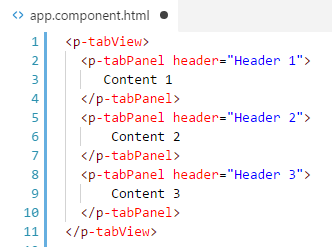 <> app.component.html ●
1 <p-tabView>
2   <p-tabPanel header="Header 1">
3      Content 1
4   </p-tabPanel>
5   <p-tabPanel header="Header 2">
6       Content 2
7   </p-tabPanel>
8   <p-tabPanel header="Header 3">
9       Content 3
10   </p-tabPanel>
11 </p-tabView>